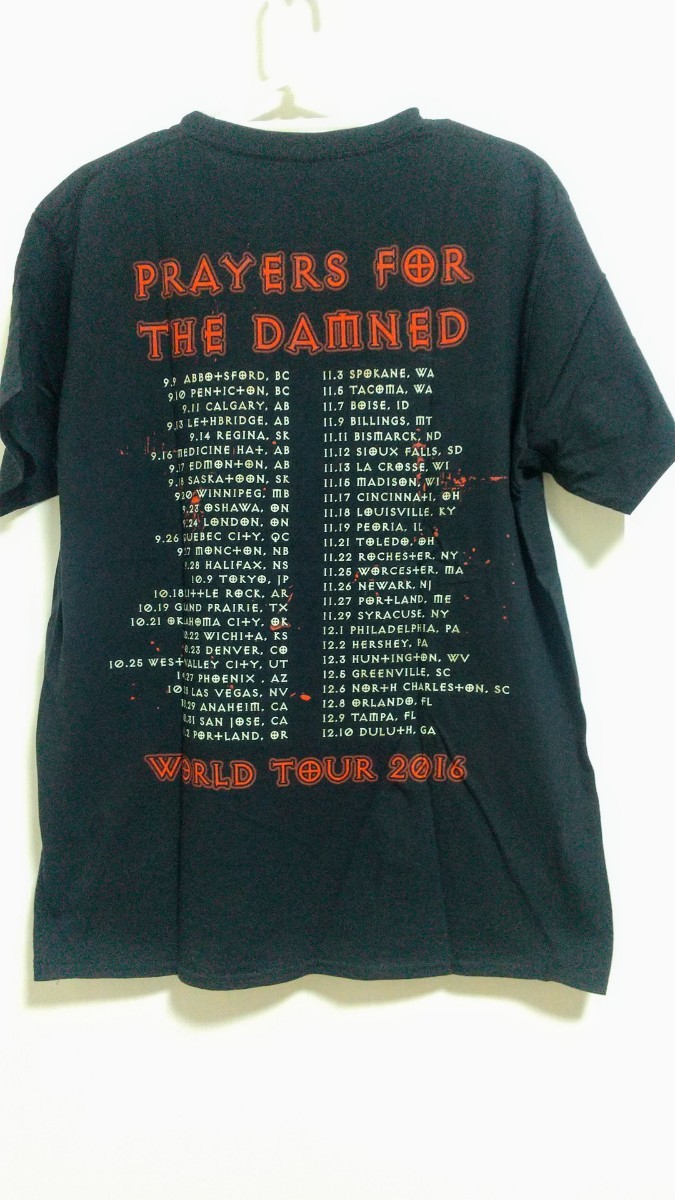 PRAYERS FOR
THE DAMNED
9.9 ABBOTSFORD, BC
9.10 PENTICTON, BC
9.11 CALGARY, AB
9.13 LETHBRIDGE, AB
9.14 REGINA, SK
9.16 MEDICINE HAT, AB
9.17 EDMONTON, AB
9.18 SASKATOON, SK
9.20 WINNIPEG, MB
9.23 OSHAWA, ON
9.24 LONDON, ON
9.26 QUEBEC CITY, QC
9.27 MONCTON, NB
9.28 HALIFAX, NS
10.9 TOKYO, JP
10.18 LITTLE ROCK, AR
10.19 GRAND PRAIRIE, TX
10.21 OKLAHOMA CITY, OK
10.22 WICHITA, KS
10.23 DENVER, CO
10.25 WEST VALLEY CITY, UT
10.27 PHOENIX , AZ
LAS VEGAS, NV
10.29 ANAHEIM, CA
10.31 SAN JOSE, CA
11.2 PORTLAND, OR
11.3 SPOKANE, WA
TACOMA, WA
11.7 BOISE, ID
11.9 BILLINGS, MT
11.11 BISMARCK, ND
11.12 SIOUX FALLS, SD
11.13 LA CROSSE, WI
MADISON, WI
11.17 CINCINNATI, OH
11.18 LOUISVILLE, KY
11.19 PEORIA, IL
11.21 TOLEDO, OH
11.22 ROCHESTER, NY
11.25 WORCESTER, MA
11.26 NEWARK, NJ
11.27 PORTLAND, ME
11.29 SYRACUSE, NY
12.1 PHILADELPHIA, PA
12.2 HERSHEY, PA
12.3 HUNTINGTON, WV
12.5 GREENVILLE, SC
12.6 NORTH CHARLESTON, SC
12.8 ORLANDO, FL
12.9 TAMPA, FL
12.10 DULUTH, GA
WORLD TOUR 2016